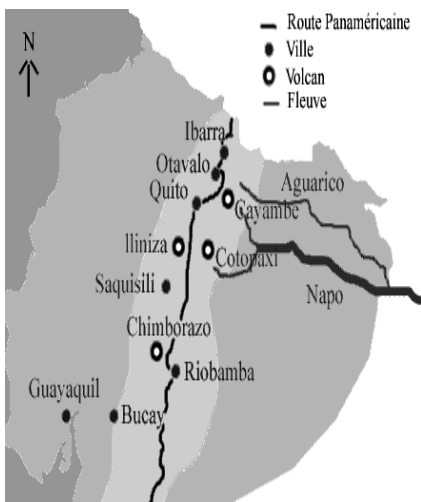 Route Panaméricaine
N
Ville
Volcan
Fleuve
Ibarra
Otavalo
Aguarico
Quito
Cayambe
Iliniza
Cotopaxi
Saquisili
Napo
Chimborazo
Riobamba
Guayaquil
Bucay